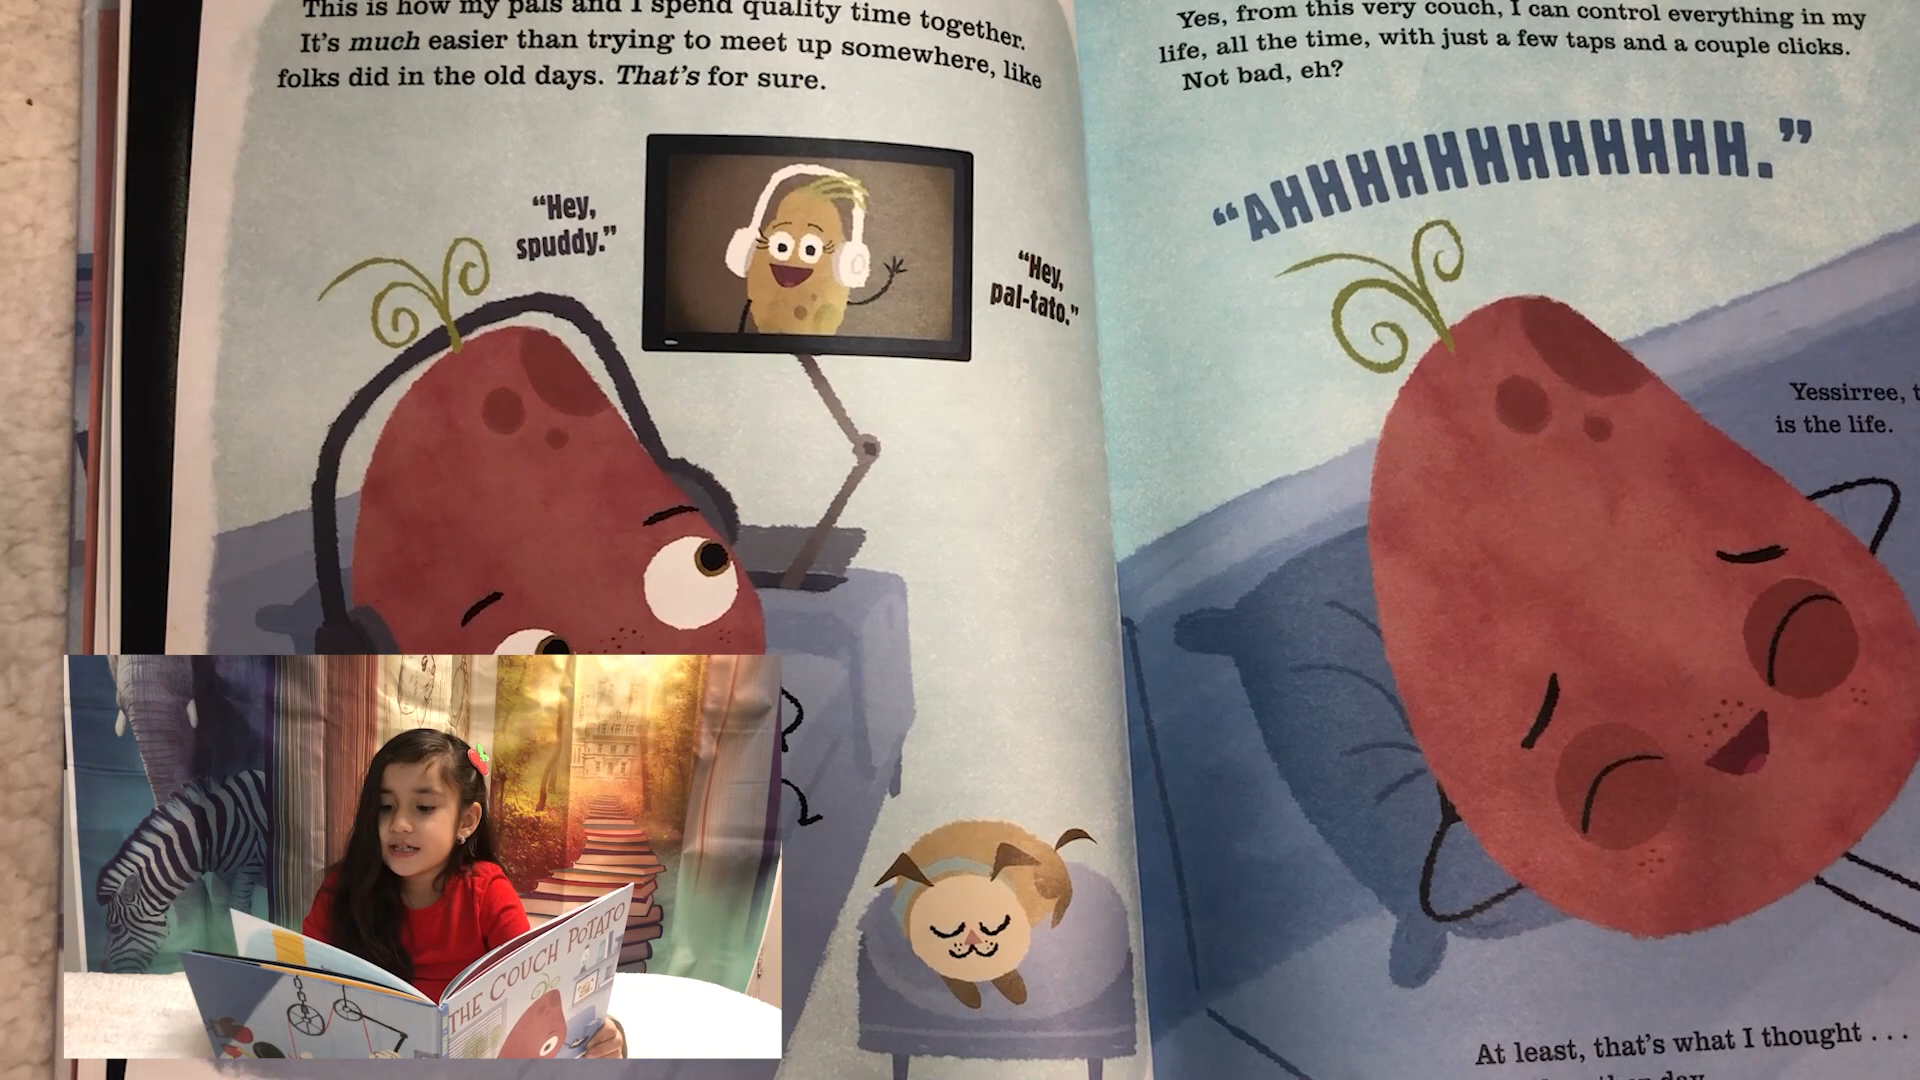 This is how my pals and I spend quality time together.
It's much easier than trying to meet up somewhere, like
folks did in the old days. That's for sure.
"Hey,
spuddy."
"Hey,
pal-tato."
Yes, from this very couch, I can control everything in my
life, all the time, with just a few taps and a couple clicks.
Not bad, eh?
"AHHHHHHHHHHHH."
Yessirree,
is the life.
At least, that's what I thought . . .
day
THE COUCH POTATO